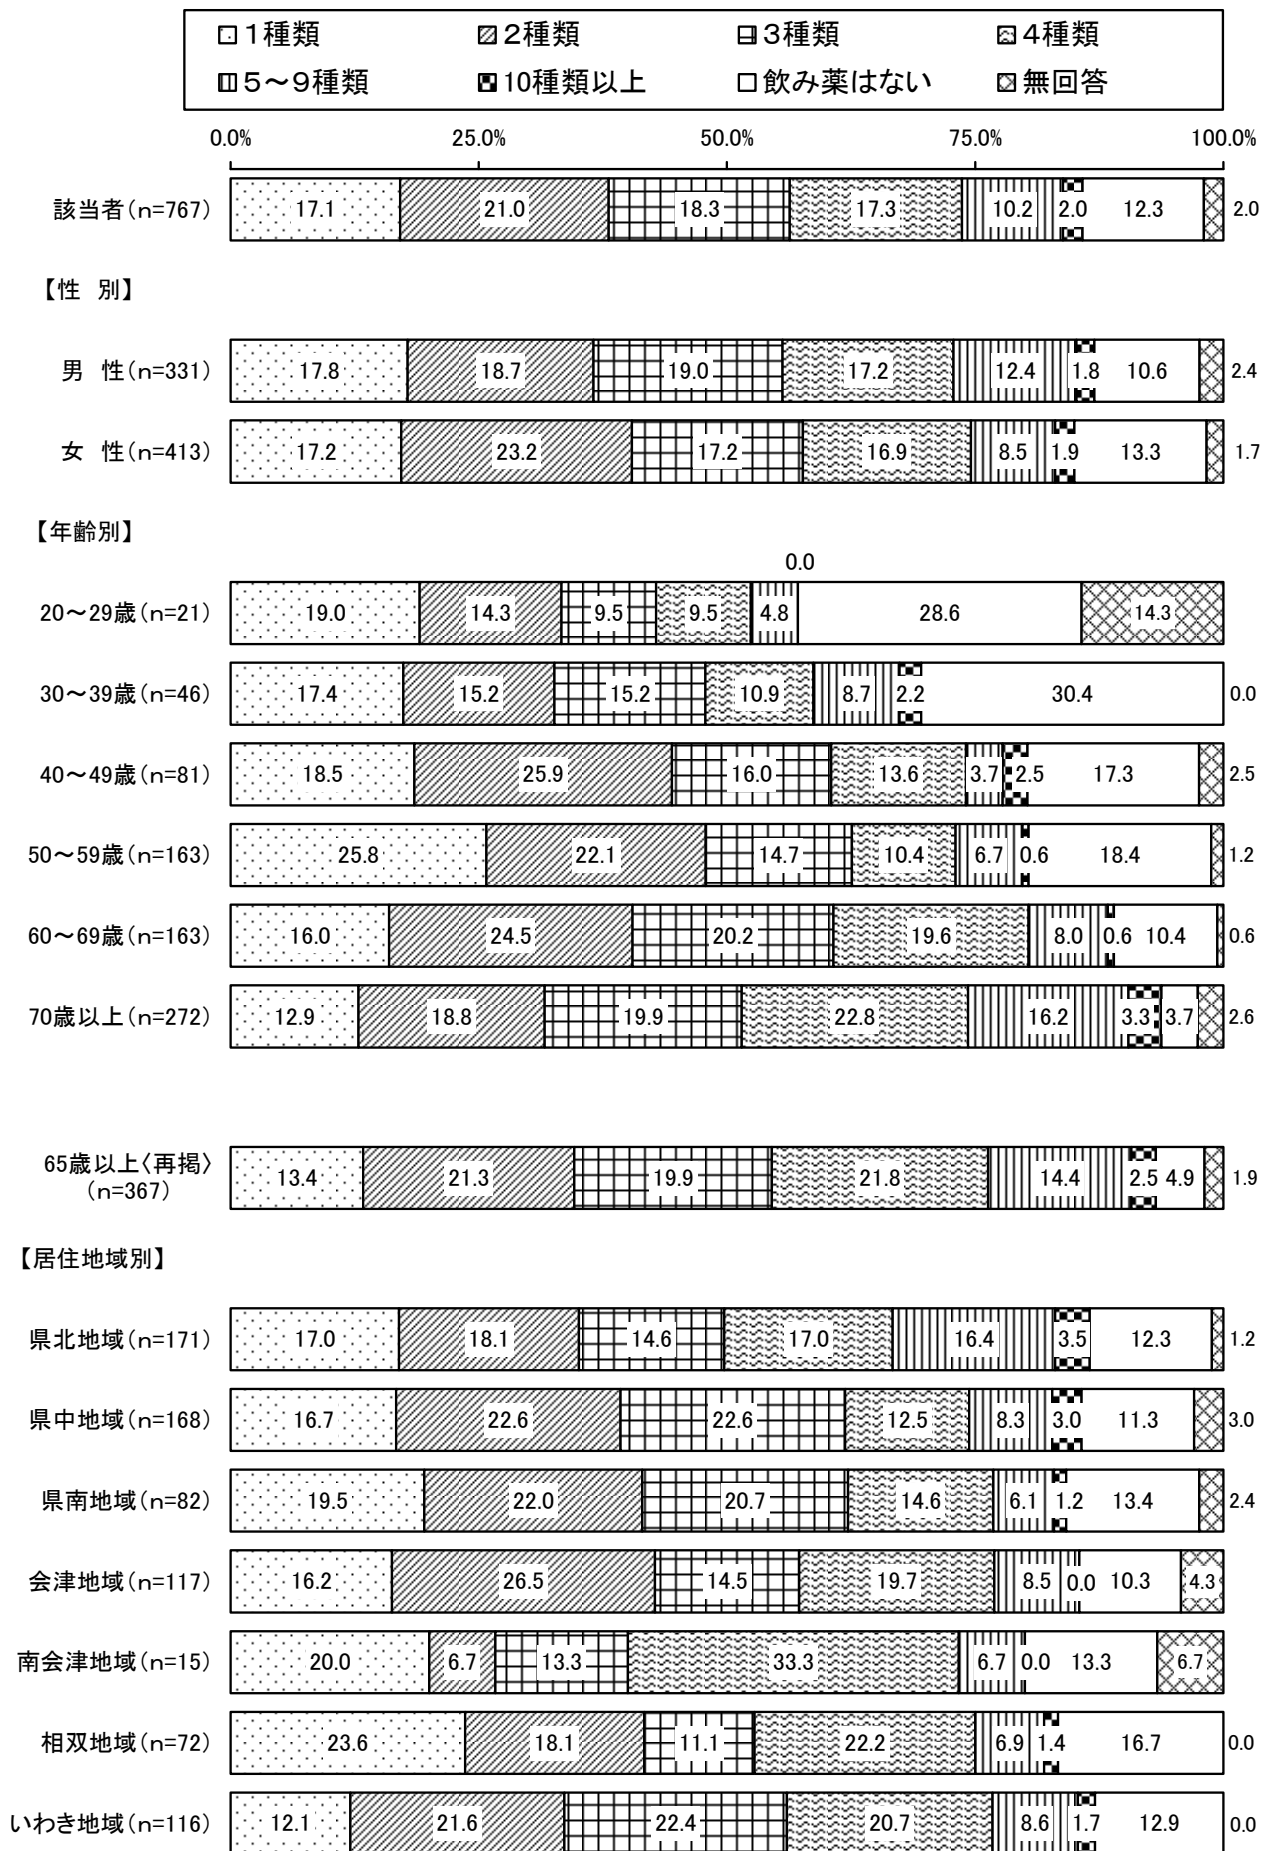 1種類 2種類 3種類 4種類
5～9種類 10種類以上 飲み薬はない 無回答
0.0% 25.0% 50.0% 75.0% 100.0%
該当者(n=767) 17.1 21.0 18.3 17.3 10.2 2.0 12.3 2.0
【性 別】
男 性(n=331) 17.8 18.7 19.0 17.2 12.4 1.8 10.6 2.4
女 性(n=413) 17.2 23.2 17.2 16.9 8.5 1.9 13.3 1.7
【年齢別】
0.0
20～29歳(n=21) 19.0 14.3 9.5 9.5 4.8 28.6 14.3
30～39歳(n=46) 17.4 15.2 15.2 10.9 8.7 2.2 30.4 0.0
40～49歳(n=81) 18.5 25.9 16.0 13.6 3.7 2.5 17.3 2.5
50～59歳(n=163) 25.8 22.1 14.7 10.4 6.7 0.6 18.4 1.2
60～69歳(n=163) 16.0 24.5 20.2 19.6 8.0 0.6 10.4 0.6
70歳以上(n=272) 12.9 18.8 19.9 22.8 16.2 3.3 3.7 2.6
65歳以上〈再掲〉
(n=367) 13.4 21.3 19.9 21.8 14.4 2.5 4.9 1.9
【居住地域別】
県北地域(n=171) 17.0 18.1 14.6 17.0 16.4 3.5 12.3 1.2
県中地域(n=168) 16.7 22.6 22.6 12.5 8.3 3.0 11.3 3.0
県南地域(n=82) 19.5 22.0 20.7 14.6 6.1 1.2 13.4 2.4
会津地域(n=117) 16.2 26.5 14.5 19.7 8.5 0.0 10.3 4.3
南会津地域(n=15) 20.0 6.7 13.3 33.3 6.7 0.0 13.3 6.7
相双地域(n=72) 23.6 18.1 11.1 22.2 6.9 1.4 16.7 0.0
いわき地域(n=116) 12.1 21.6 22.4 20.7 8.6 1.7 12.9 0.0